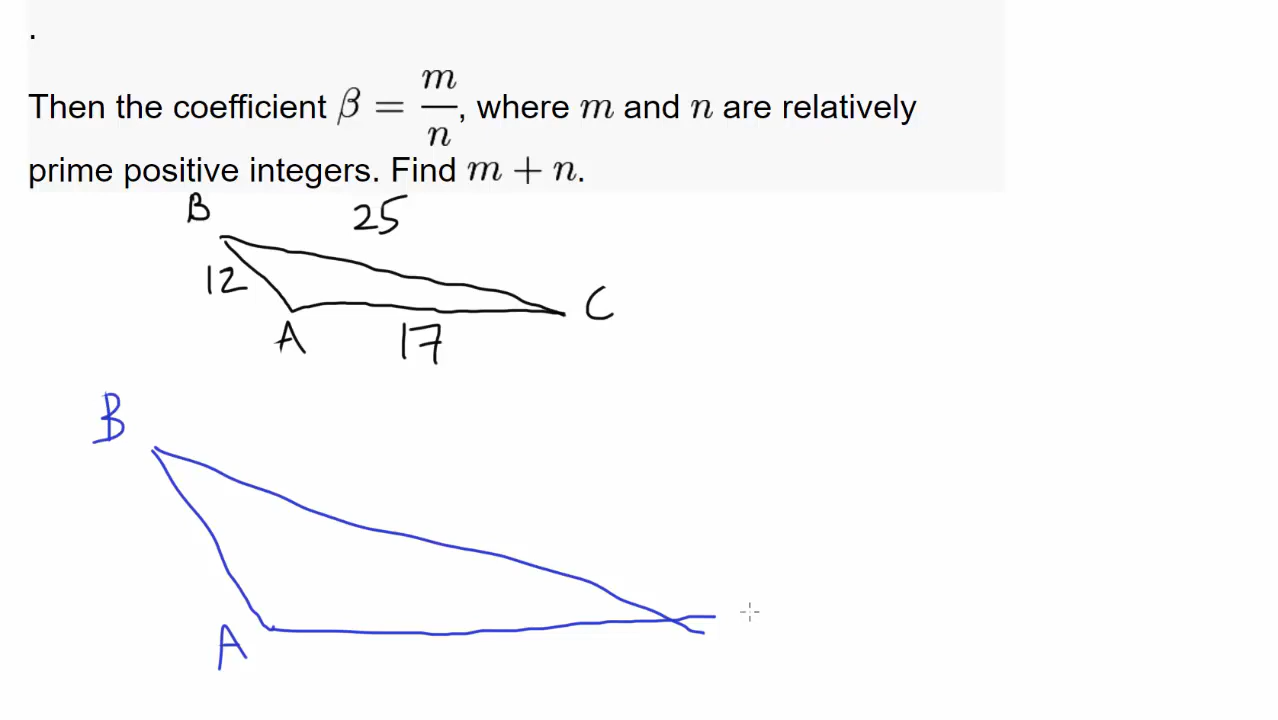 .
Then the coefficient β = m/n, where m and n are relatively
prime positive integers. Find m + n.
B 25
12
A 17 C
B
A